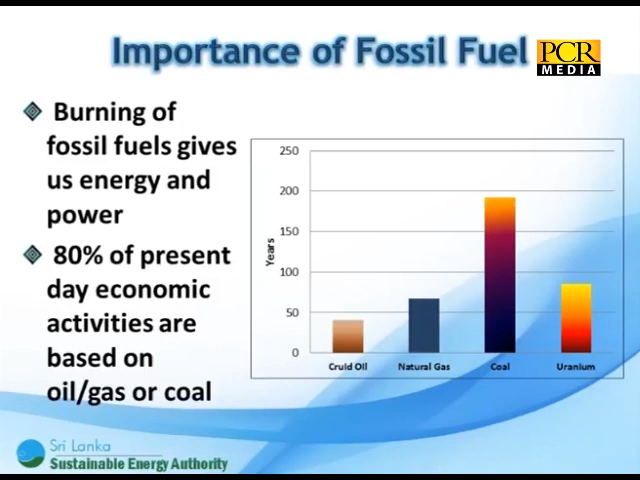 Importance of Fossil Fuel
PCR
MEDIA
Burning of
fossil fuels gives
us energy and
power
80% of present
day economic
activities are
based on
oil/gas or coal
250
200
150
100
50
0
Years
Cruid Oil
Natural Gas
Coal
Uranium
Sri Lanka
Sustainable Energy Authority